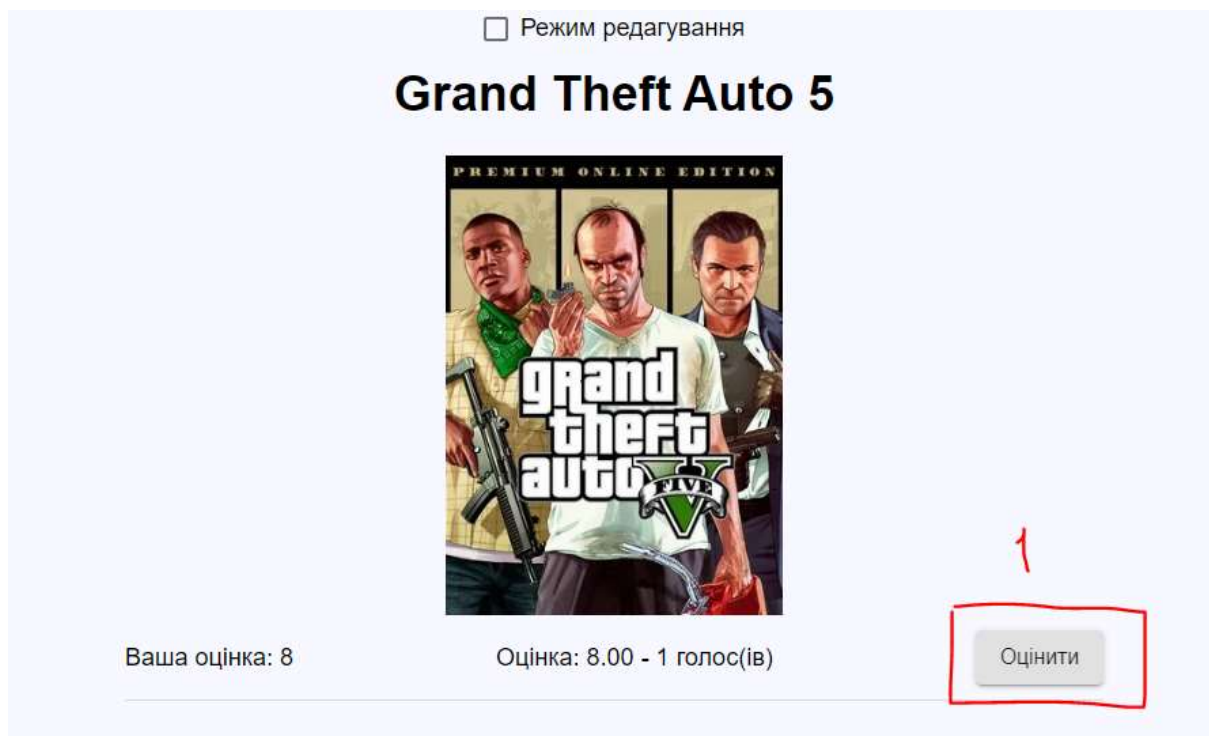 Режим редагування
Grand Theft Auto 5
PREMIUM ONLINE EDITION
grand
theft
auto V
FIVE
1
Ваша оцінка: 8 Оцінка: 8.00 - 1 голос(ів) Оцінити